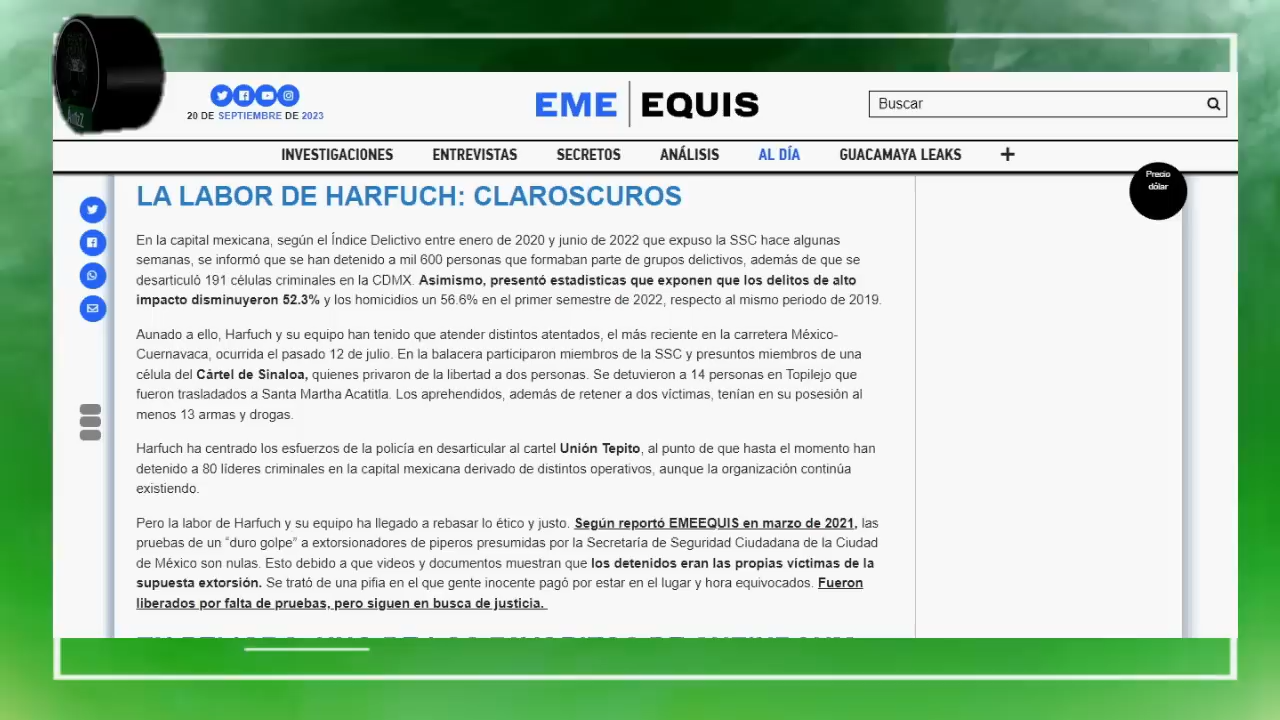 20 DE SEPTIEMBRE DE 2023
EME EQUIS
Buscar
INVESTIGACIONES ENTREVISTAS SECRETOS ANÁLISIS AL DÍA GUACAMAYA LEAKS +
Precio
dólar
LA LABOR DE HARFUCH: CLAROSCUROS
En la capital mexicana, según el Índice Delictivo entre enero de 2020 y junio de 2022 que expuso la SSC hace algunas
semanas, se informó que se han detenido a mil 600 personas que formaban parte de grupos delictivos, además de que se
desarticuló 191 células criminales en la CDMX. Asimismo, presentó estadísticas que exponen que los delitos de alto
impacto disminuyeron 52.3% y los homicidios un 56.6% en el primer semestre de 2022, respecto al mismo periodo de 2019.
Aunado a ello, Harfuch y su equipo han tenido que atender distintos atentados, el más reciente en la carretera México-
Cuernavaca, ocurrida el pasado 12 de julio. En la balacera participaron miembros de la SSC y presuntos miembros de una
célula del Cártel de Sinaloa, quienes privaron de la libertad a dos personas. Se detuvieron a 14 personas en Topilejo que
fueron trasladados a Santa Martha Acatitla. Los aprehendidos, además de retener a dos víctimas, tenían en su posesión al
menos 13 armas y drogas.
Harfuch ha centrado los esfuerzos de la policía en desarticular al cartel Unión Tepito, al punto de que hasta el momento han
detenido a 80 líderes criminales en la capital mexicana derivado de distintos operativos, aunque la organización continúa
existiendo.
Pero la labor de Harfuch y su equipo ha llegado a rebasar lo ético y justo. Según reportó EMEEQUIS en marzo de 2021, las
pruebas de un “duro golpe” a extorsionadores de piperos presumidas por la Secretaría de Seguridad Ciudadana de la Ciudad
de México son nulas. Esto debido a que videos y documentos muestran que los detenidos eran las propias víctimas de la
supuesta extorsión. Se trató de una pifia en el que gente inocente pagó por estar en el lugar y hora equivocados. Fueron
liberados por falta de pruebas, pero siguen en busca de justicia.